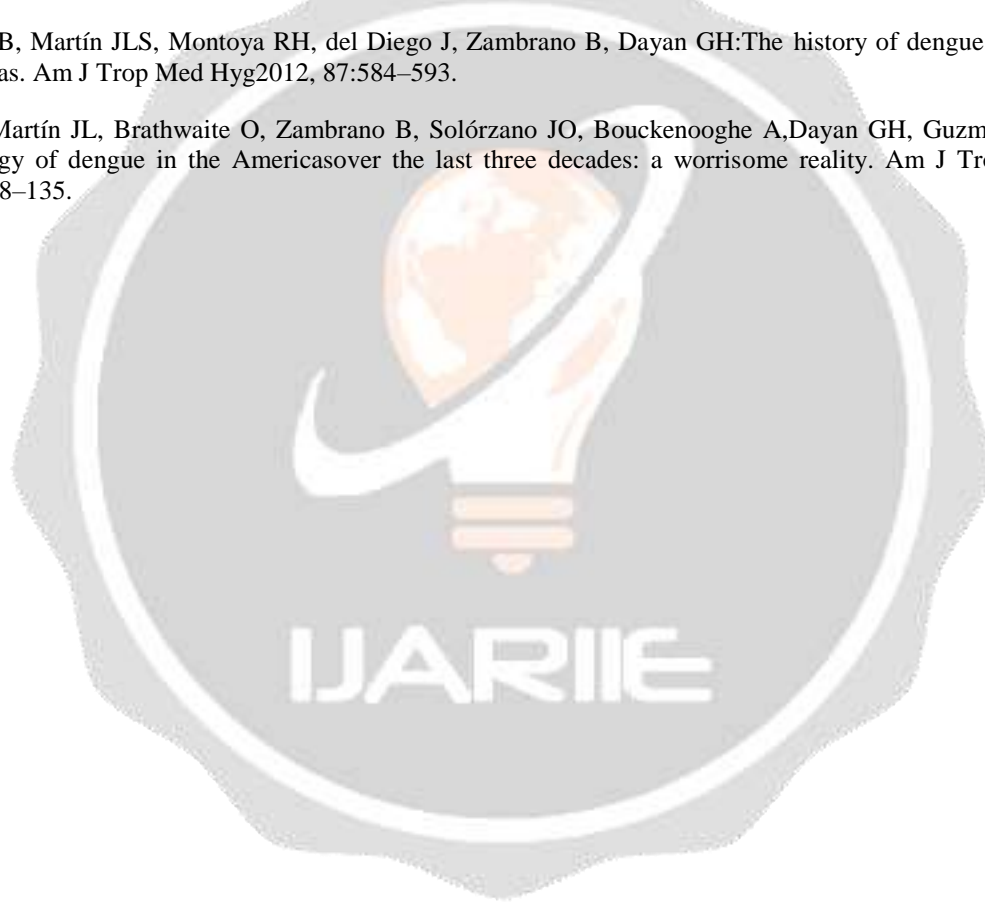 B, Martín JLS, Montoya RH, del Diego J, Zambrano B, Dayan GH:The history of dengue
as. Am J Trop Med Hyg2012, 87:584–593.
Martín JL, Brathwaite O, Zambrano B, Solórzano JO, Bouckenooghe A,Dayan GH, Guzm
gy of dengue in the Americasover the last three decades: a worrisome reality. Am J Tro
8–135.
IJARIIE